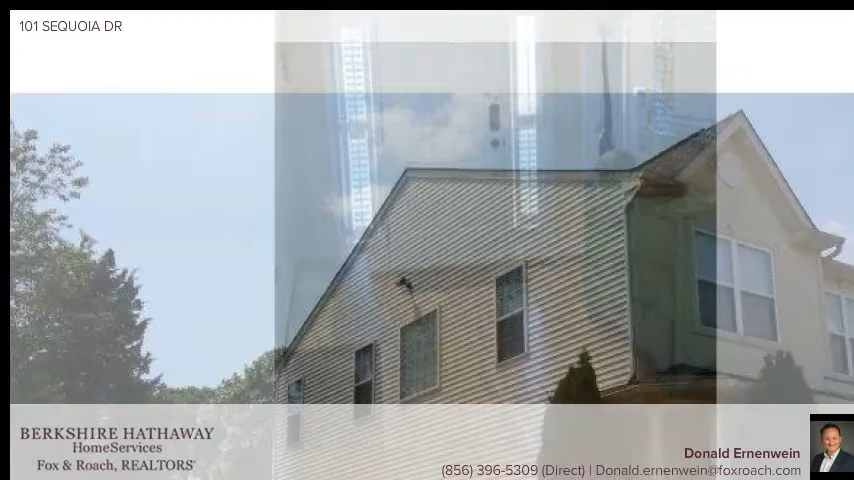 101 SEQUOIA DR
BERKSHIRE HATHAWAY
HomeServices
Fox & Roach, REALTORS®
Donald Ernenwein
(856) 396-5309 (Direct) | Donald.ernenwein@foxroach.com